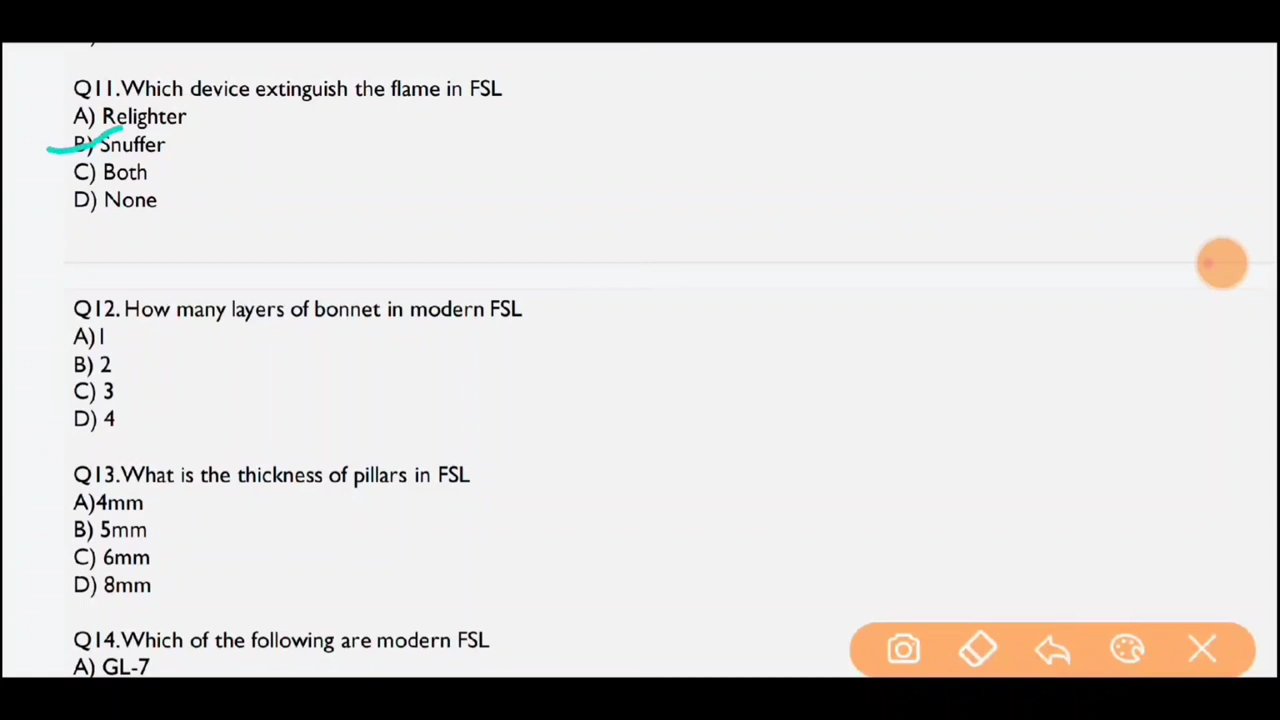 Q11.Which device extinguish the flame in FSL
A) Relighter
B) Snuffer
C) Both
D) None
Q12. How many layers of bonnet in modern FSL
A)1
B) 2
C) 3
D) 4
Q13.What is the thickness of pillars in FSL
A)4mm
B) 5mm
C) 6mm
D) 8mm
Q14.Which of the following are modern FSL
A) GL-7